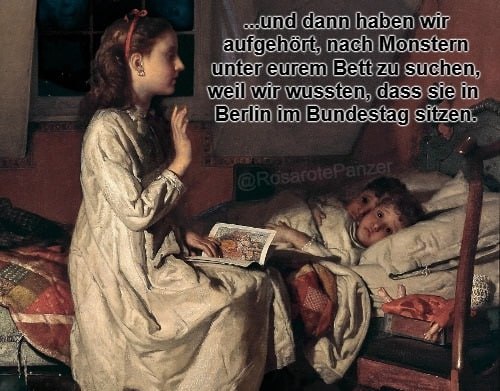 ...und dann haben wir
aufgehört, nach Monstern
unter eurem Bett zu suchen,
weil wir wussten, dass sie in
Berlin im Bundestag sitzen.
@RosarotePanzer